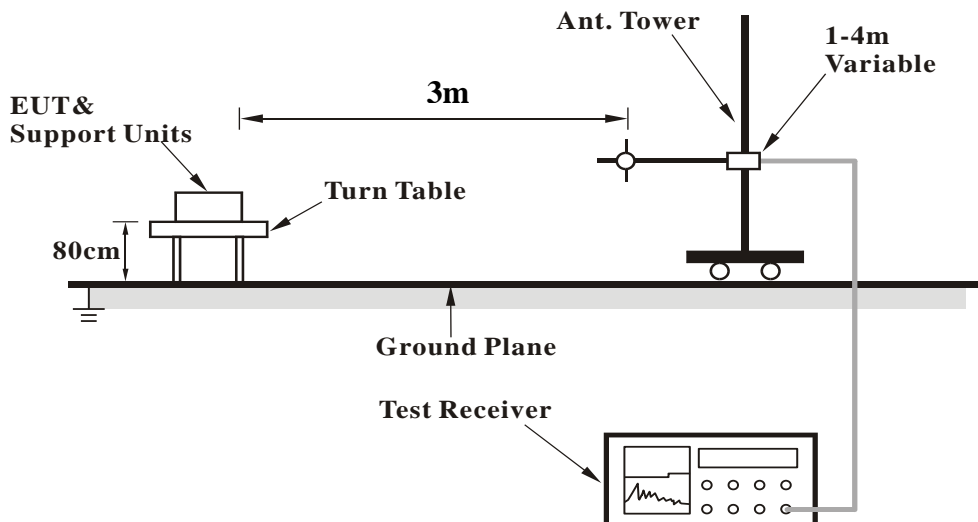 Ant. Tower
1-4m
Variable
3m
EUT&
Support Units
Turn Table
80cm
Ground Plane
Test Receiver